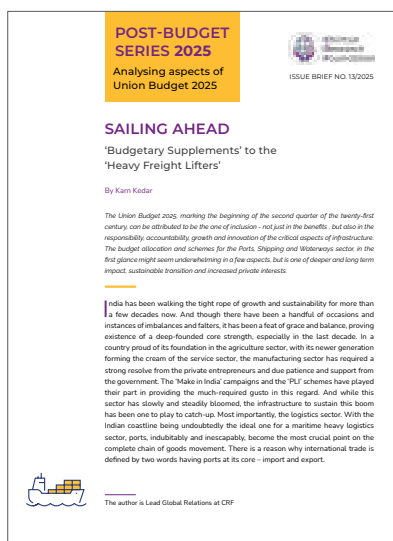 POST-BUDGET
SERIES 2025
Analysing aspects of
Union Budget 2025
ISSUE BRIEF NO. 13/2025
SAILING AHEAD
‘Budgetary Supplements’ to the
‘Heavy Freight Lifters’
By Karn Kedar
The Union Budget 2025, marking the beginning of the second quarter of the twenty-first
century, can be attributed to be the one of inclusion - not just in the benefits , but also in the
responsibility, accountability, growth and innovation of the critical aspects of infrastructure.
The budget allocation and schemes for the Ports, Shipping and Waterways sector, in the
first glance might seem underwhelming in a few aspects, but is one of deeper and long term
impact, sustainable transition and increased private interests.
India has been walking the tight rope of growth and sustainability for more than
a few decades now. And though there have been a handful of occasions and
instances of imbalances and falters, it has been a feat of grace and balance, proving
existence of a deep-founded core strength, especially in the last decade. In a
country proud of its foundation in the agriculture sector, with its newer generation
forming the cream of the service sector, the manufacturing sector has required a
strong resolve from the private entrepreneurs and due patience and support from
the government. The ‘Make in India’ campaigns and the ‘PLI’ schemes have played
their part in providing the much-required gusto in this regard. And while this
sector has slowly and steadily bloomed, the infrastructure to sustain this boom
has been one to play to catch-up. Most importantly, the logistics sector. With the
Indian coastline being undoubtedly the ideal one for a maritime heavy logistics
sector, ports, indubitably and inescapably, become the most crucial point on the
complete chain of goods movement. There is a reason why international trade is
defined by two words having ports at its core – import and export.
The author is Lead Global Relations at CRF